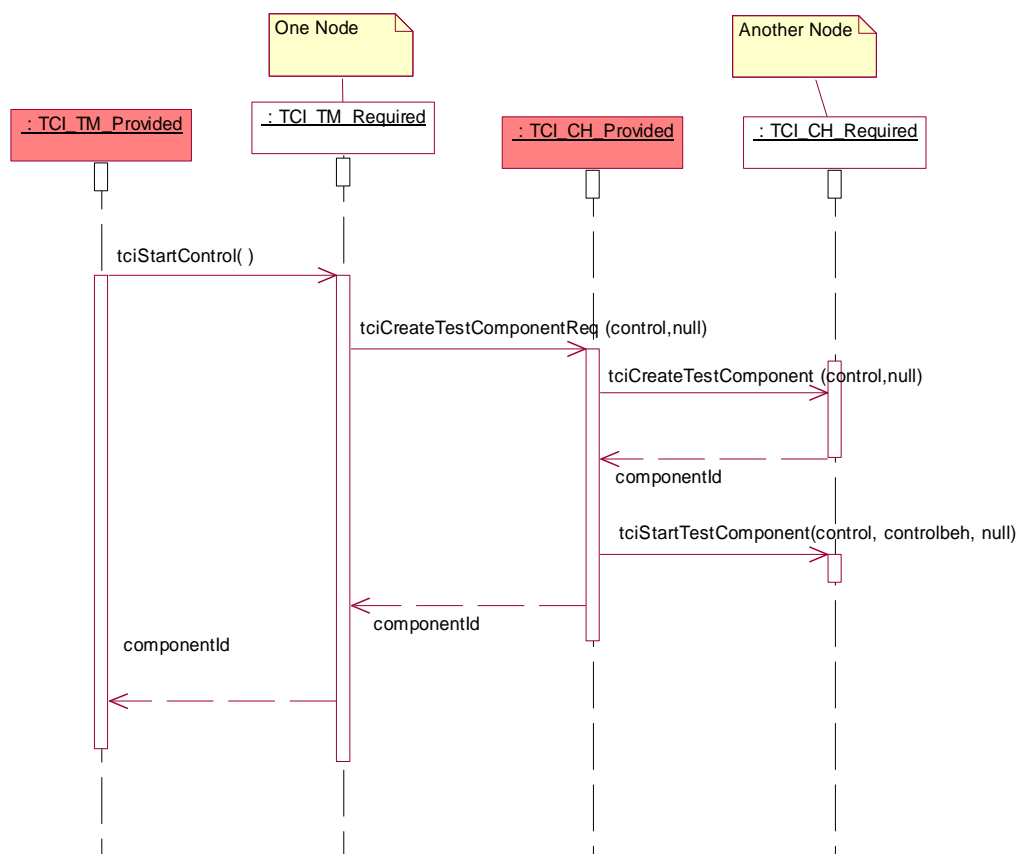 One Node
Another Node
: TCI_TM_Provided
: TCI_TM_Required
: TCI_CH_Provided
: TCI_CH_Required
tciStartControl( )
tciCreateTestComponentReq (control,null)
tciCreateTestComponent (control,null)
componentId
tciStartTestComponent(control, controlbeh, null)
componentId
componentId